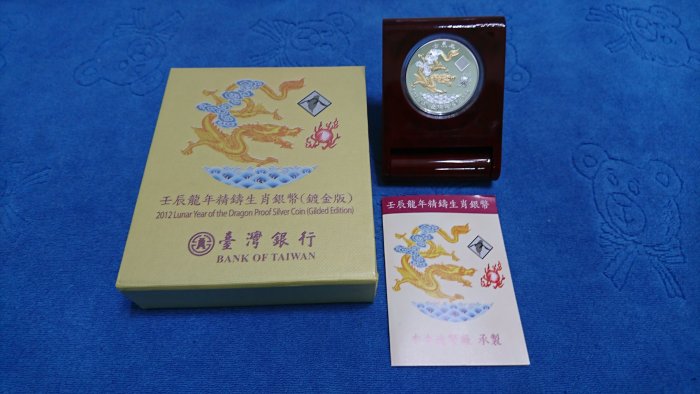 壬辰龍年精鑄生肖銀幣(鍍金版)
2012 Lunar Year of the Dragon Proof Silver Coin (Gilded Edition)
臺灣銀行
BANK OF TAIWAN
壬辰龍年精鑄生肖銀幣
承製